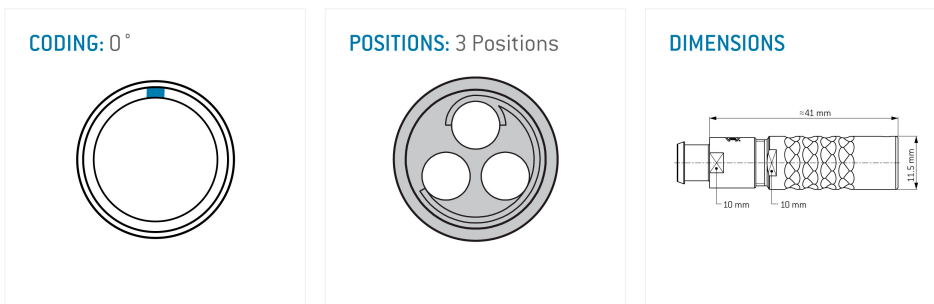 CODING: 0°
POSITIONS: 3 Positions
DIMENSIONS
≈41 mm
11.5 mm
10 mm
10 mm